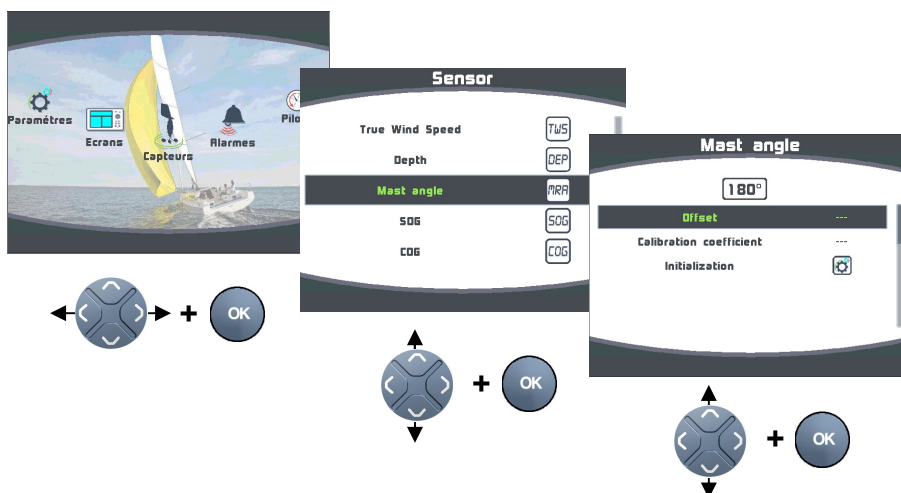 Paramétres
Ecrans
Capteurs
Alarmes
Pilo
OK
Sensor
True Wind Speed TWS
Depth DEP
Mast angle MRA
SOG SOG
COG COG
OK
Mast angle
180°
Offset ---
Calibration coefficient ---
Initialization
OK